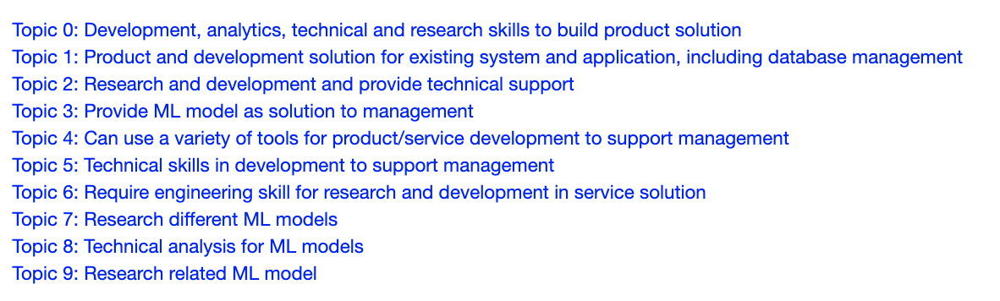 Topic 0: Development, analytics, technical and research skills to build product solution
Topic 1: Product and development solution for existing system and application, including database management
Topic 2: Research and development and provide technical support
Topic 3: Provide ML model as solution to management
Topic 4: Can use a variety of tools for product/service development to support management
Topic 5: Technical skills in development to support management
Topic 6: Require engineering skill for research and development in service solution
Topic 7: Research different ML models
Topic 8: Technical analysis for ML models
Topic 9: Research related ML model